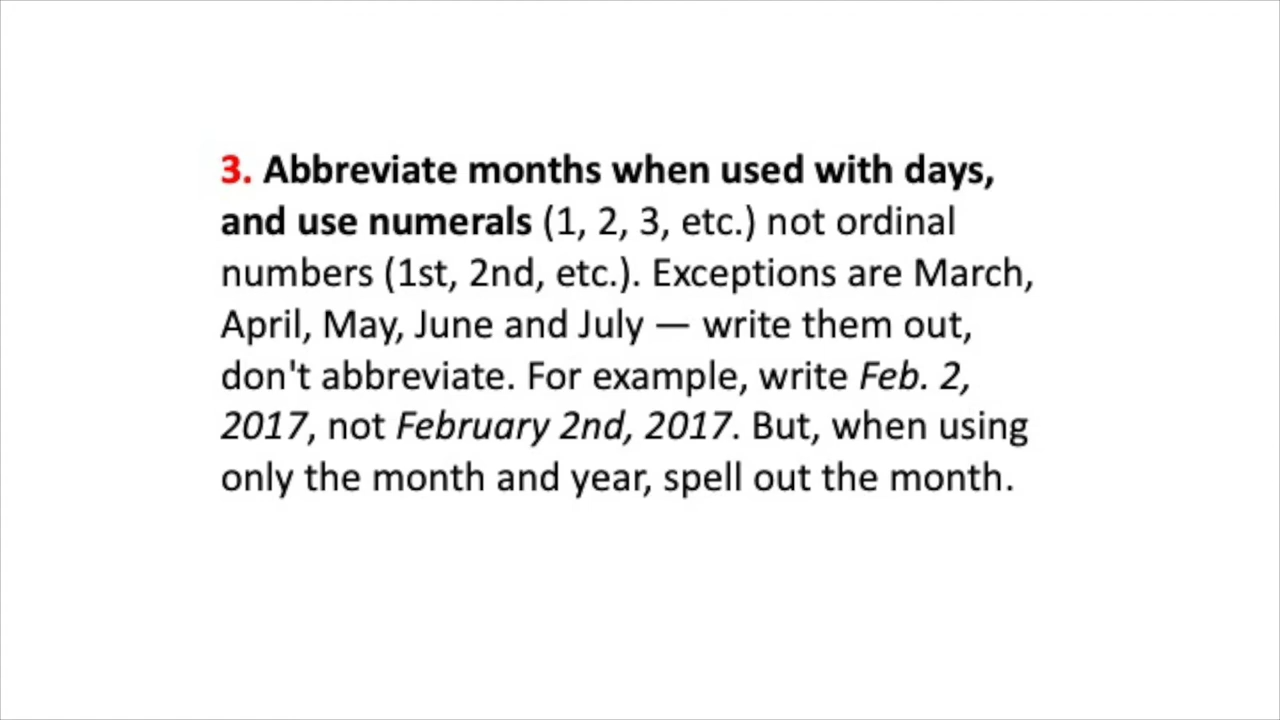 3. Abbreviate months when used with days,
and use numerals (1, 2, 3, etc.) not ordinal
numbers (1st, 2nd, etc.). Exceptions are March,
April, May, June and July — write them out,
don't abbreviate. For example, write Feb. 2,
2017, not February 2nd, 2017. But, when using
only the month and year, spell out the month.